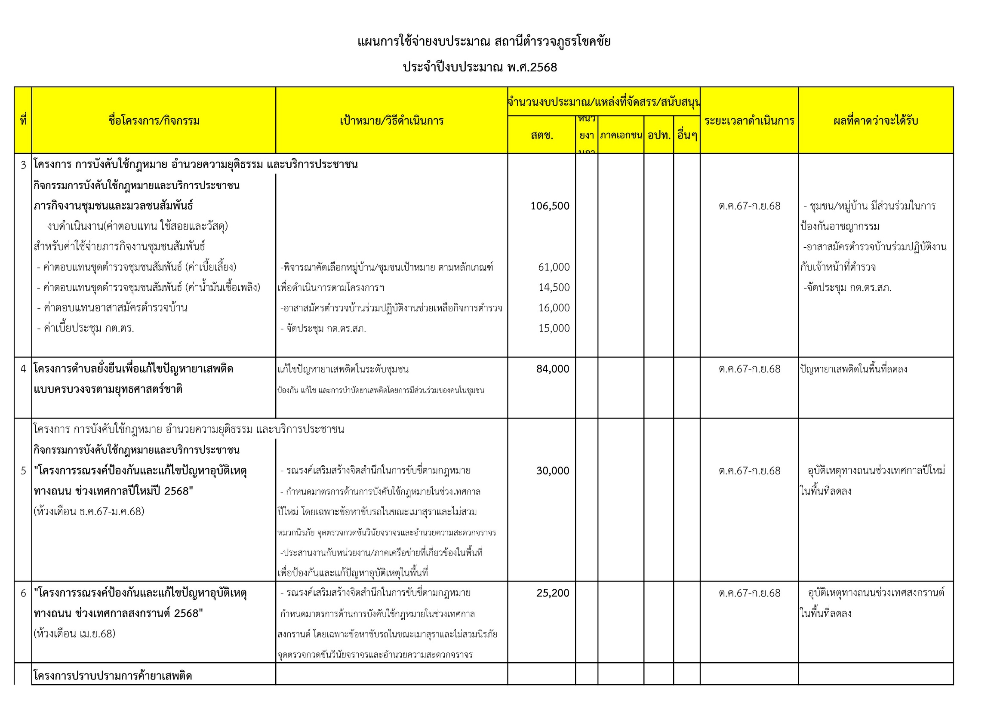 แผนการใช้จ่ายงบประมาณ สถานีตำรวจภูธรโชคชัย
ประจำปีงบประมาณ พ.ศ.2568
ที่ ชื่อโครงการ/กิจกรรม เป้าหมาย/วิธีดำเนินการ จำนวนงบประมาณ/แหล่งที่จัดสรร/สนับสนุน ระยะเวลาดำเนินการ ผลที่คาดว่าจะได้รับ
สตช. ภาคเอกชน อปท. อื่นๆ
3 โครงการ การบังคับใช้กฎหมาย อำนวยความยุติธรรม และบริการประชาชน
กิจกรรมการบังคับใช้กฎหมายและบริการประชาชน
ภารกิจงานชุมชนและมวลชนสัมพันธ์ 106,500 ต.ค.67-ก.ย.68 - ชุมชน/หมู่บ้าน มีส่วนร่วมในการ
งบดำเนินงาน(ค่าตอบแทน ใช้สอยและวัสดุ) ป้องกันอาชญากรรม
สำหรับค่าใช้จ่ายภารกิจงานชุมชนสัมพันธ์ -อาสาสมัครตำรวจบ้านร่วมปฏิบัติงาน
- ค่าตอบแทนชุดตำรวจชุมชนสัมพันธ์ (ค่าเบี้ยเลี้ยง) -พิจารณาคัดเลือกหมู่บ้าน/ชุมชนเป้าหมาย ตามหลักเกณฑ์ 61,000 กับเจ้าหน้าที่ตำรวจ
- ค่าตอบแทนชุดตำรวจชุมชนสัมพันธ์ (ค่าน้ำมันเชื้อเพลิง) เพื่อดำเนินการตามโครงการฯ 14,500 -จัดประชุม กต.ตร.สภ.
- ค่าตอบแทนอาสาสมัครตำรวจบ้าน -อาสาสมัครตำรวจบ้านร่วมปฏิบัติงานช่วยเหลือกิจการตำรวจ 16,000
- ค่าเบี้ยประชุม กต.ตร. - จัดประชุม กต.ตร.สภ. 15,000
4 โครงการตำบลยั่งยืนเพื่อแก้ไขปัญหายาเสพติด แก้ไขปัญหายาเสพติดในระดับชุมชน 84,000 ต.ค.67-ก.ย.68 ปัญหายาเสพติดในพื้นที่ลดลง
แบบครบวงจรตามยุทธศาสตร์ชาติ ป้องกัน แก้ไข และการบำบัดยาเสพติดโดยการมีส่วนร่วมของคนในชุมชน
โครงการ การบังคับใช้กฎหมาย อำนวยความยุติธรรม และบริการประชาชน
กิจกรรมการบังคับใช้กฎหมายและบริการประชาชน
5 "โครงการรณรงค์ป้องกันและแก้ไขปัญหาอุบัติเหตุ - รณรงค์เสริมสร้างจิตสำนึกในการขับขี่ตามกฎหมาย 30,000 ต.ค.67-ก.ย.68 อุบัติเหตุทางถนนช่วงเทศกาลปีใหม่
ทางถนน ช่วงเทศกาลปีใหม่ปี 2568" - กำหนดมาตรการด้านการบังคับใช้กฎหมายในช่วงเทศกาล ในพื้นที่ลดลง
(ห้วงเดือน ธ.ค.67-ม.ค.68) ปีใหม่ โดยเฉพาะข้อหาขับรถในขณะเมาสุราและไม่สวม
หมวกนิรภัย จุดตรวจกวดขันวินัยจราจรและอำนวยความสะดวกจราจร
-ประสานงานกับหน่วยงาน/ภาคเครือข่ายที่เกี่ยวข้องในพื้นที่
เพื่อป้องกันและแก้ปัญหาอุบัติเหตุในพื้นที่
6 "โครงการรณรงค์ป้องกันและแก้ไขปัญหาอุบัติเหตุ - รณรงค์เสริมสร้างจิตสำนึกในการขับขี่ตามกฎหมาย 25,200 ต.ค.67-ก.ย.68 อุบัติเหตุทางถนนช่วงเทศสงกรานต์
ทางถนน ช่วงเทศกาลสงกรานต์ 2568" กำหนดมาตรการด้านการบังคับใช้กฎหมายในช่วงเทศกาล ในพื้นที่ลดลง
(ห้วงเดือน เม.ย.68) สงกรานต์ โดยเฉพาะข้อหาขับรถในขณะเมาสุราและไม่สวมนิรภัย
จุดตรวจกวดขันวินัยจราจรและอำนวยความสะดวกจราจร
โครงการปราบปรามการค้ายาเสพติด